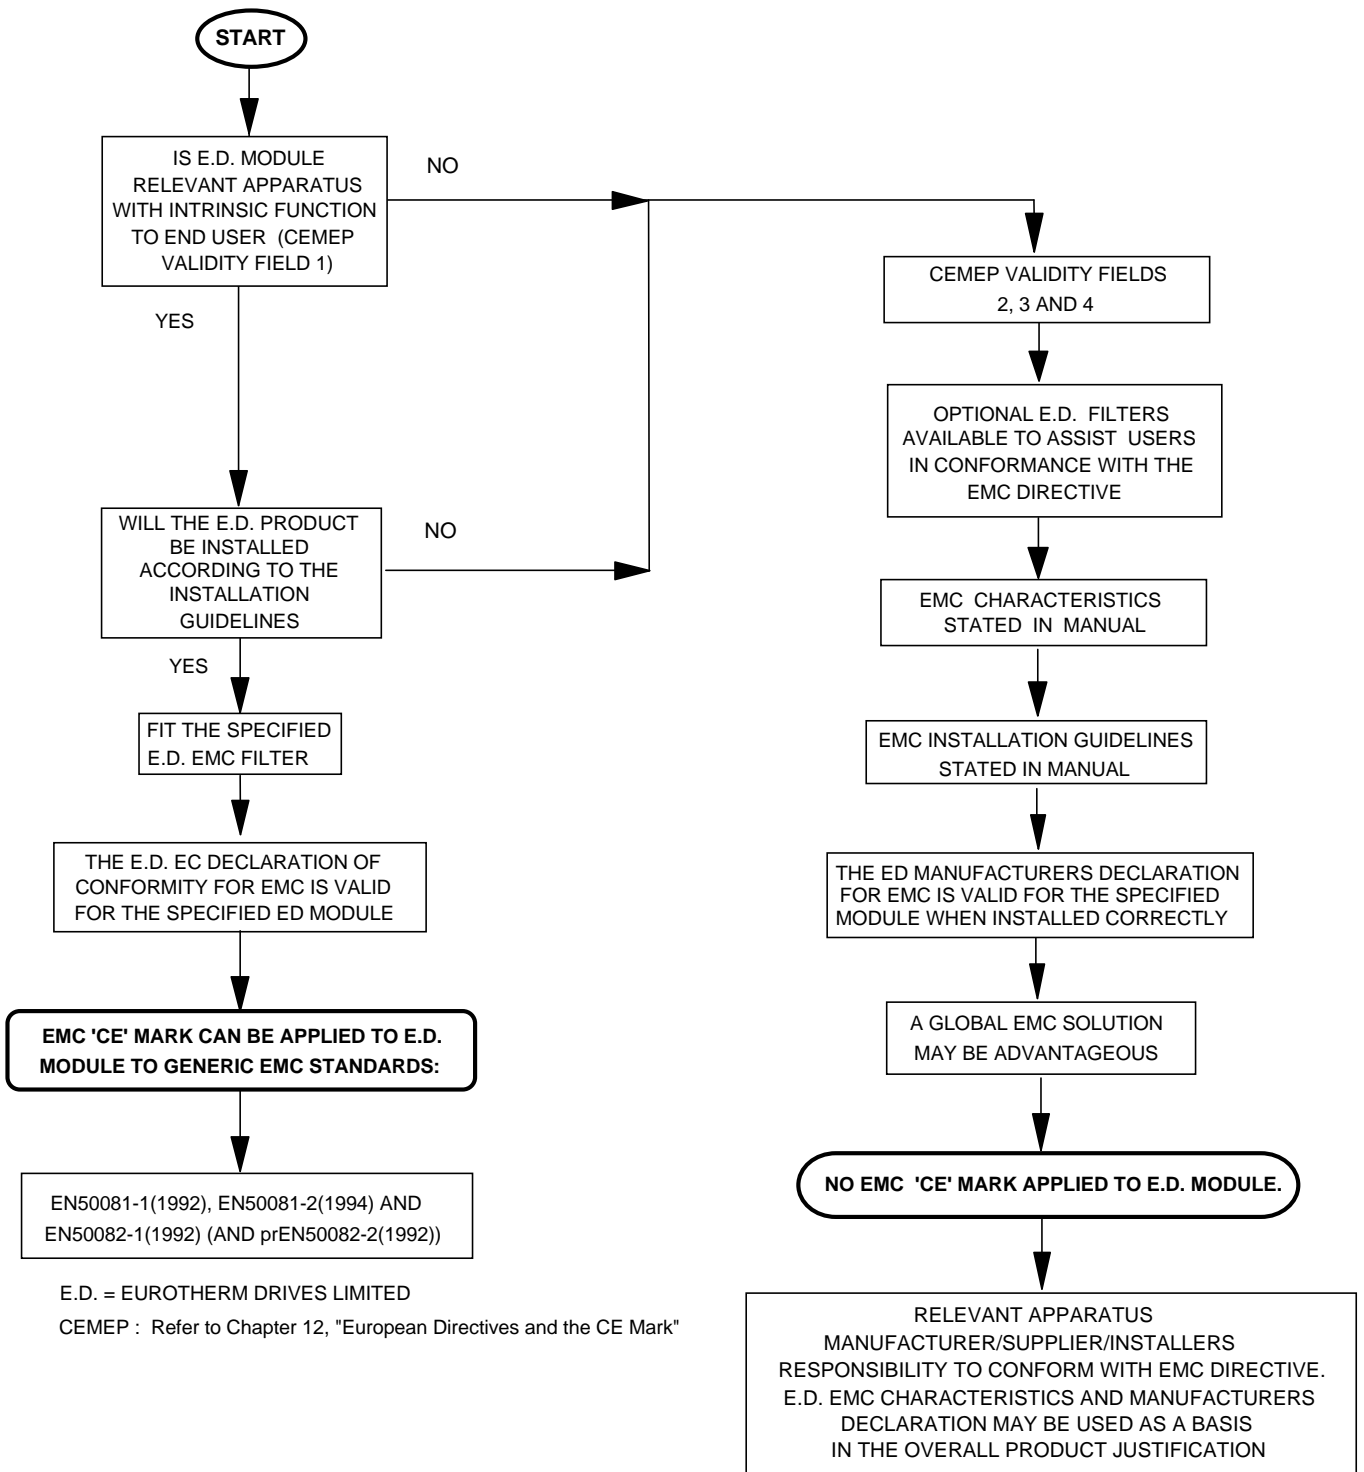 START
IS E.D. MODULE
RELEVANT APPARATUS
WITH INTRINSIC FUNCTION
TO END USER (CEMEP
VALIDITY FIELD 1)
NO
YES
WILL THE E.D. PRODUCT
BE INSTALLED
ACCORDING TO THE
INSTALLATION
GUIDELINES
NO
YES
FIT THE SPECIFIED
E.D. EMC FILTER
THE E.D. EC DECLARATION OF
CONFORMITY FOR EMC IS VALID
FOR THE SPECIFIED ED MODULE
EMC 'CE' MARK CAN BE APPLIED TO E.D.
MODULE TO GENERIC EMC STANDARDS:
EN50081-1(1992), EN50081-2(1994) AND
EN50082-1(1992) (AND prEN50082-2(1992))
E.D. = EUROTHERM DRIVES LIMITED
CEMEP : Refer to Chapter 12, "European Directives and the CE Mark"
CEMEP VALIDITY FIELDS
2, 3 AND 4
OPTIONAL E.D. FILTERS
AVAILABLE TO ASSIST USERS
IN CONFORMANCE WITH THE
EMC DIRECTIVE
EMC CHARACTERISTICS
STATED IN MANUAL
EMC INSTALLATION GUIDELINES
STATED IN MANUAL
THE ED MANUFACTURERS DECLARATION
FOR EMC IS VALID FOR THE SPECIFIED
MODULE WHEN INSTALLED CORRECTLY
A GLOBAL EMC SOLUTION
MAY BE ADVANTAGEOUS
NO EMC 'CE' MARK APPLIED TO E.D. MODULE.
RELEVANT APPARATUS
MANUFACTURER/SUPPLIER/INSTALLERS
RESPONSIBILITY TO CONFORM WITH EMC DIRECTIVE.
E.D. EMC CHARACTERISTICS AND MANUFACTURERS
DECLARATION MAY BE USED AS A BASIS
IN THE OVERALL PRODUCT JUSTIFICATION